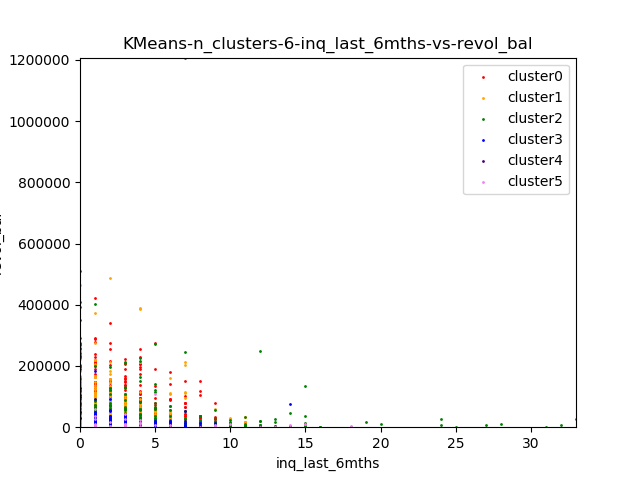 KMeans-n_clusters-6-inq_last_6mths-vs-revol_bal
1200000
1000000
800000
600000
400000
200000
0
cluster0
cluster1
cluster2
cluster3
cluster4
cluster5
0 5 10 15 20 25 30
inq_last_6mths